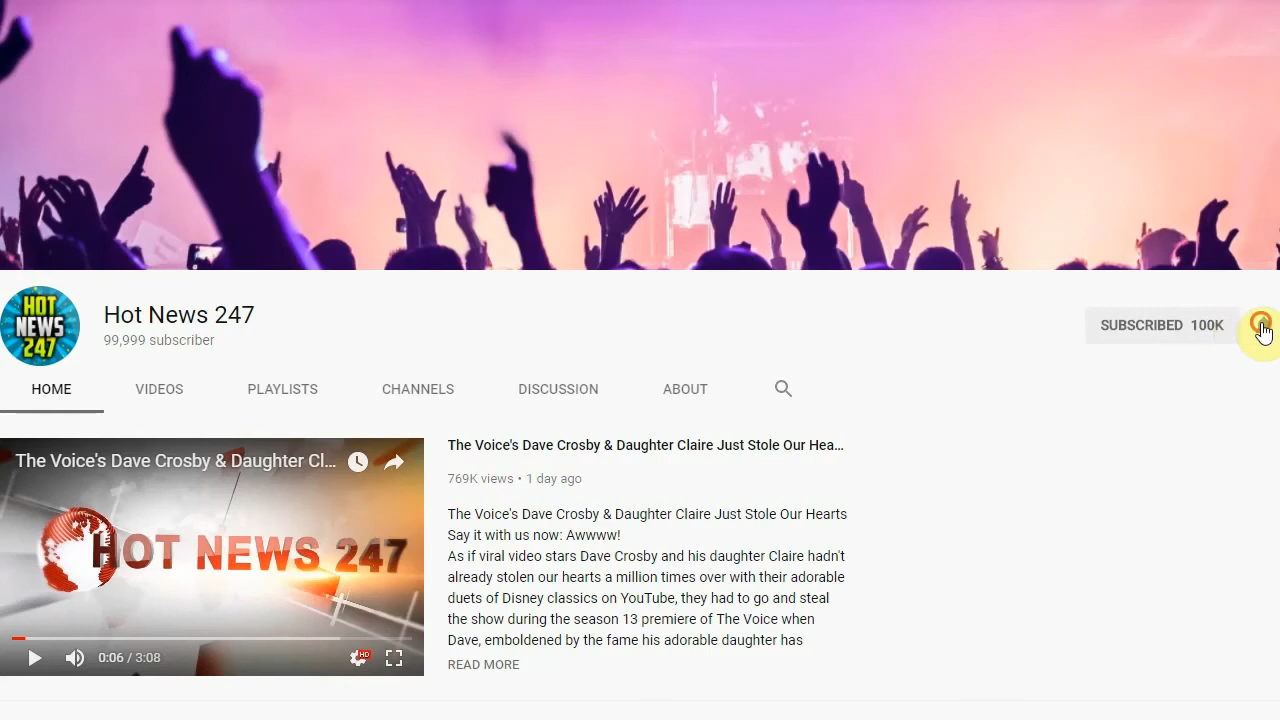 HOT
NEWS
247
Hot News 247
99,999 subscriber
SUBSCRIBED 100K
HOME
VIDEOS
PLAYLISTS
CHANNELS
DISCUSSION
ABOUT
The Voice's Dave Crosby & Daughter Cl...
HOT NEWS 247
0:06 / 3:08
HD
The Voice's Dave Crosby & Daughter Claire Just Stole Our Hea...
769K views • 1 day ago
The Voice's Dave Crosby & Daughter Claire Just Stole Our Hearts
Say it with us now: Awwww!
As if viral video stars Dave Crosby and his daughter Claire hadn't
already stolen our hearts a million times over with their adorable
duets of Disney classics on YouTube, they had to go and steal
the show during the season 13 premiere of The Voice when
Dave, emboldened by the fame his adorable daughter has
READ MORE